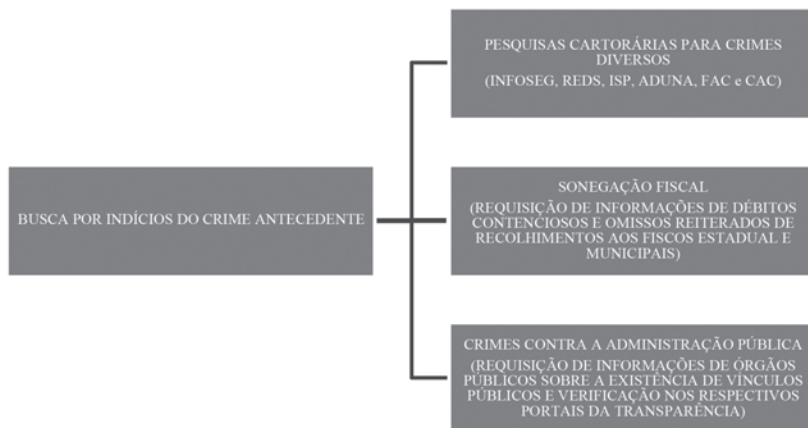 BUSCA POR INDÍCIOS DO CRIME ANTECEDENTE
PESQUISAS CARTORÁRIAS PARA CRIMES
DIVERSOS
(INFOSEG, REDS, ISP, ADUNA, FAC e CAC)
SONEGAÇÃO FISCAL
(REQUISIÇÃO DE INFORMAÇÕES DE DÉBITOS
CONTENCIOSOS E OMISSOS REITERADOS DE
RECOLHIMENTOS AOS FISCOS ESTADUAL E
MUNICIPAIS)
CRIMES CONTRA A ADMINISTRAÇÃO PÚBLICA
(REQUISIÇÃO DE INFORMAÇÕES DE ÓRGÃOS
PÚBLICOS SOBRE A EXISTÊNCIA DE VÍNCULOS
PÚBLICOS E VERIFICAÇÃO NOS RESPECTIVOS
PORTAIS DA TRANSPARÊNCIA)